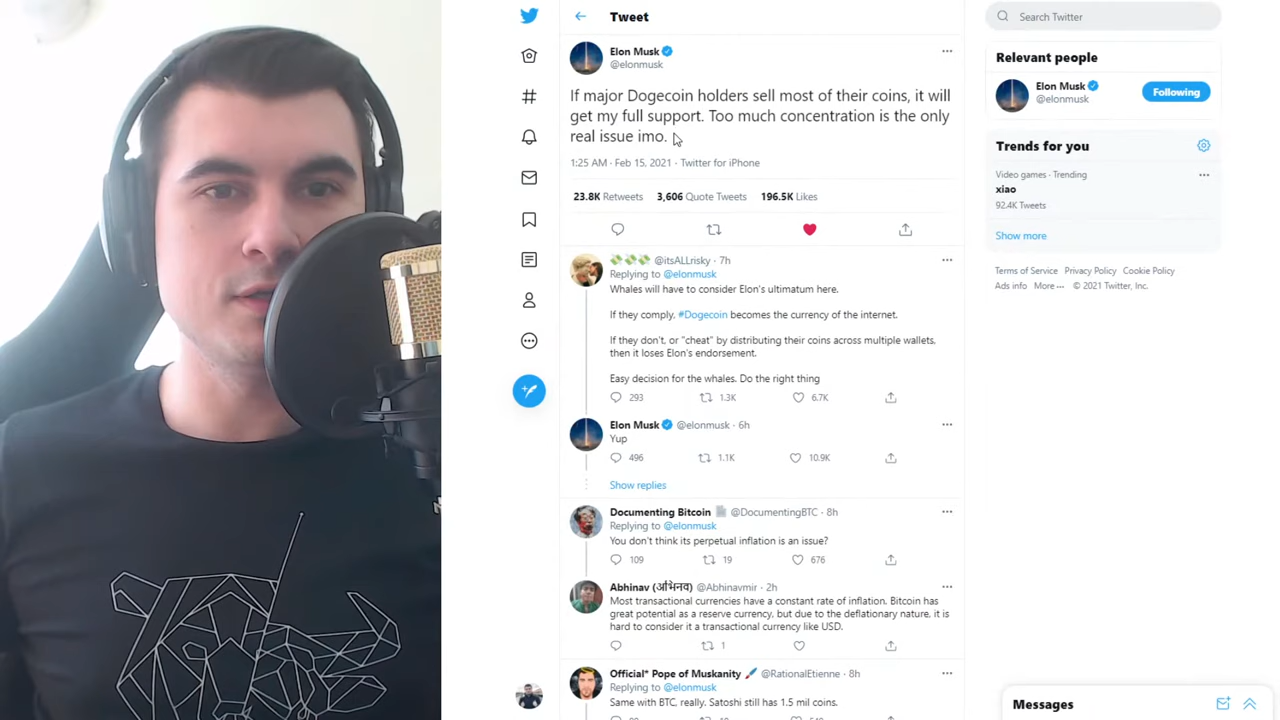 Tweet
Search Twitter
Elon Musk
@elonmusk
If major Dogecoin holders sell most of their coins, it will
get my full support. Too much concentration is the only
real issue imo.
1:25 AM · Feb 15, 2021 · Twitter for iPhone
23.8K Retweets 3,606 Quote Tweets 196.5K Likes
@itsALLrisky · 7h
Replying to @elonmusk
Whales will have to consider Elon's ultimatum here.
If they comply, #Dogecoin becomes the currency of the internet.
If they don't, or "cheat" by distributing their coins across multiple wallets,
then it loses Elon's endorsement.
Easy decision for the whales. Do the right thing
293 1.3K 6.7K
Elon Musk @elonmusk · 6h
Yup
496 1.1K 10.9K
Show replies
Documenting Bitcoin @DocumentingBTC · 8h
Replying to @elonmusk
You don't think its perpetual inflation is an issue?
109 19 676
Abhinav (अभिनव) @Abhinavmir · 2h
Most transactional currencies have a constant rate of inflation. Bitcoin has
great potential as a reserve currency, but due to the deflationary nature, it is
hard to consider it a transactional currency like USD.
1
Official* Pope of Muskanity @RationalEtienne · 8h
Replying to @elonmusk
Same with BTC, really. Satoshi still has 1.5 mil coins.
Relevant people
Elon Musk
@elonmusk
Following
Trends for you
Video games · Trending
xiao
92.4K Tweets
Show more
Terms of Service Privacy Policy Cookie Policy
Ads info More © 2021 Twitter, Inc.
Messages